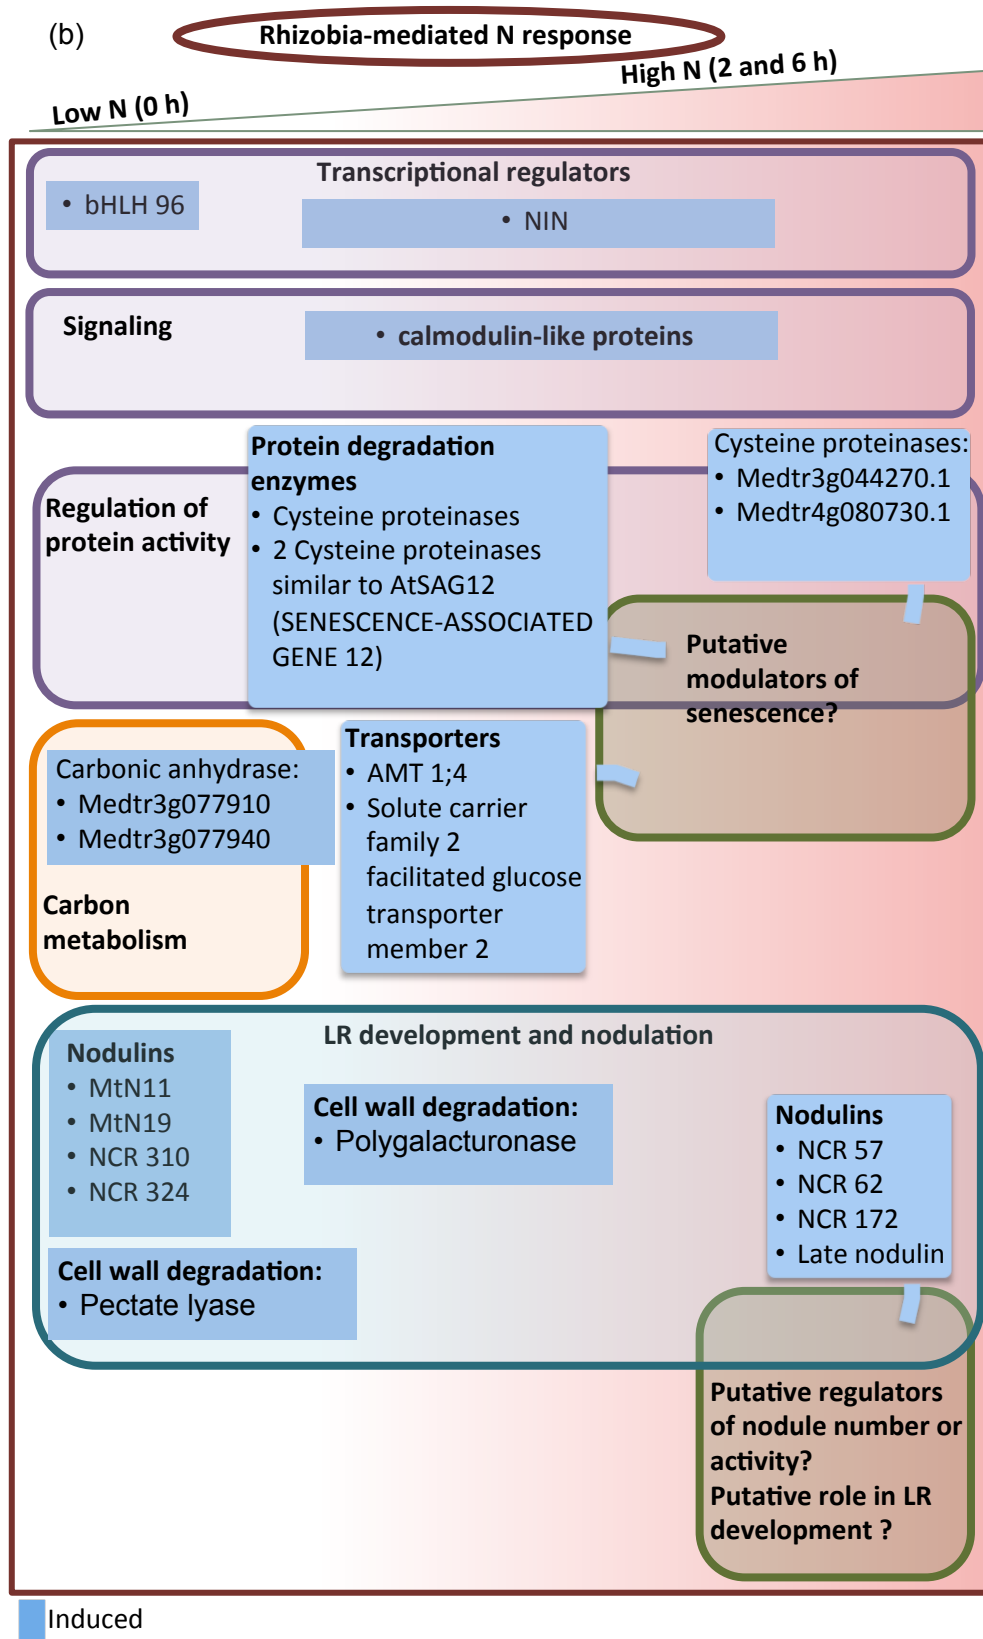 (b)
Rhizobia-mediated N response
High N (2 and 6 h)
Low N (0 h)
Transcriptional regulators
• bHLH 96
• NIN
Signaling
• calmodulin-like proteins
Protein degradation
enzymes
• Cysteine proteinases
• 2 Cysteine proteinases
similar to AtSAG12
(SENESCENCE-ASSOCIATED
GENE 12)
Cysteine proteinases:
• Medtr3g044270.1
• Medtr4g080730.1
Regulation of
protein activity
Putative
modulators of
senescence?
Carbonic anhydrase:
• Medtr3g077910
• Medtr3g077940
Carbon
metabolism
Transporters
• AMT 1;4
• Solute carrier
family 2
facilitated glucose
transporter
member 2
LR development and nodulation
Nodulins
• MtN11
• MtN19
• NCR 310
• NCR 324
Cell wall degradation:
• Polygalacturonase
Nodulins
• NCR 57
• NCR 62
• NCR 172
• Late nodulin
Cell wall degradation:
• Pectate lyase
Putative regulators
of nodule number or
activity?
Putative role in LR
development ?
Induced